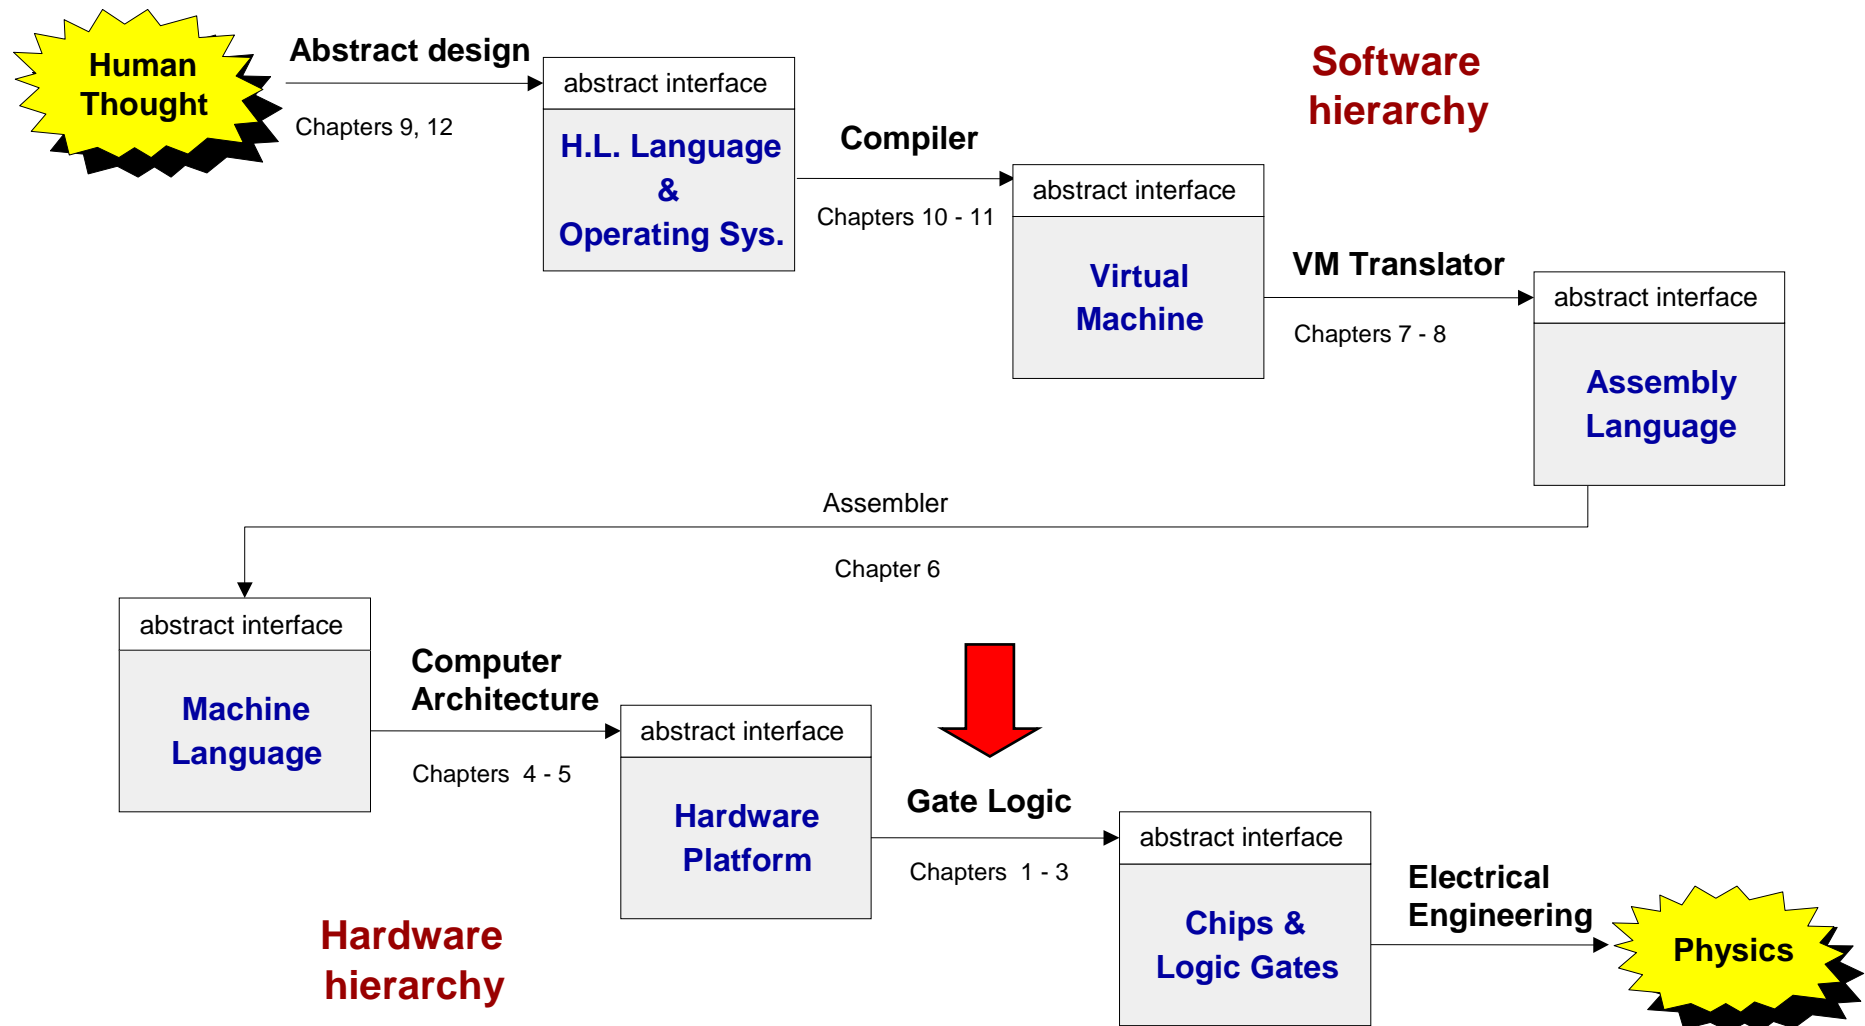 Human
Thought
Abstract design
Chapters 9, 12
abstract interface
H.L. Language
&
Operating Sys.
Compiler
Chapters 10 - 11
Software
hierarchy
abstract interface
Virtual
Machine
VM Translator
Chapters 7 - 8
abstract interface
Assembly
Language
Assembler
Chapter 6
abstract interface
Machine
Language
Computer
Architecture
Chapters 4 - 5
abstract interface
Hardware
Platform
Gate Logic
Chapters 1 - 3
abstract interface
Chips &
Logic Gates
Electrical
Engineering
Physics
Hardware
hierarchy